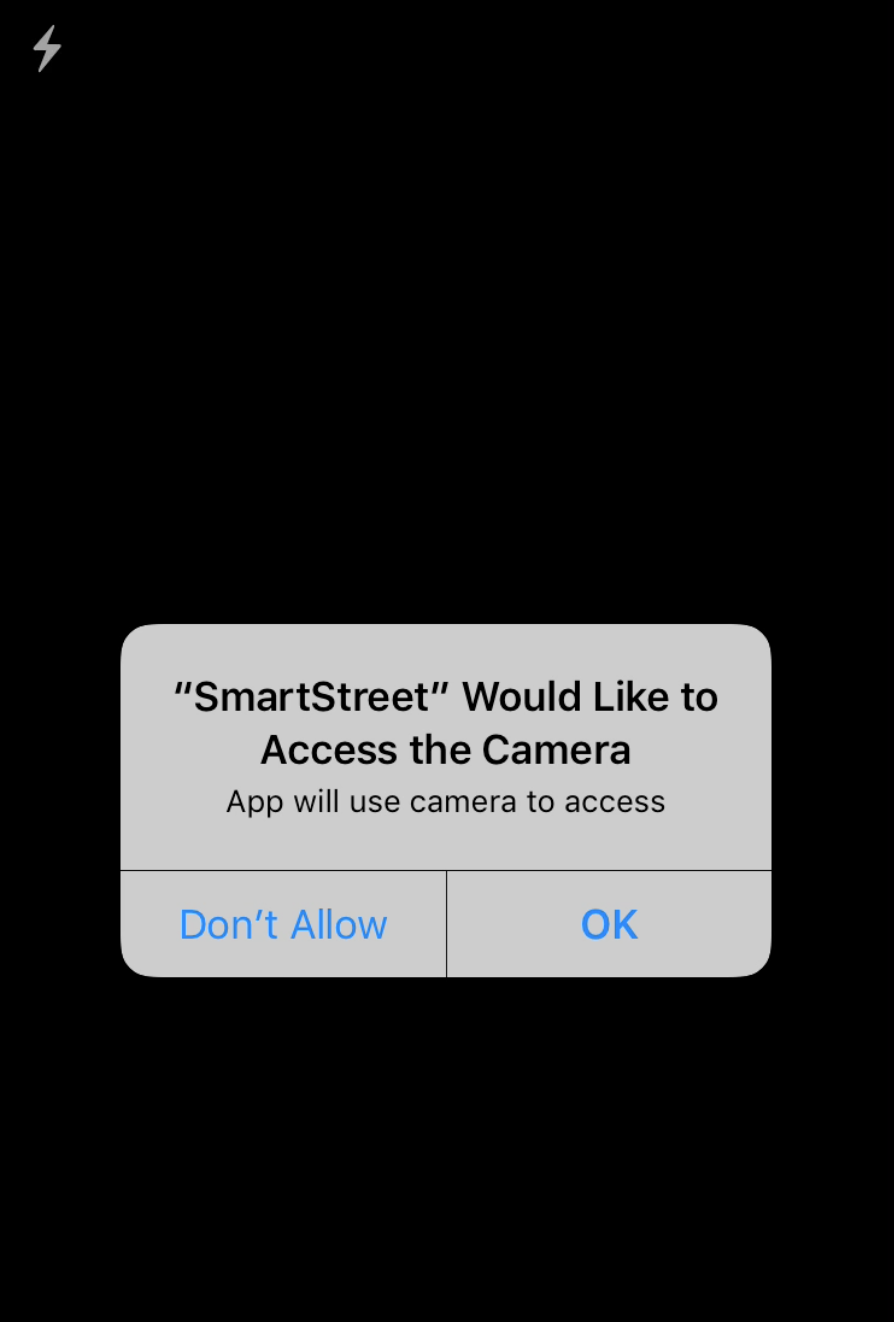 “SmartStreet” Would Like to
Access the Camera
App will use camera to access
Don’t Allow
OK